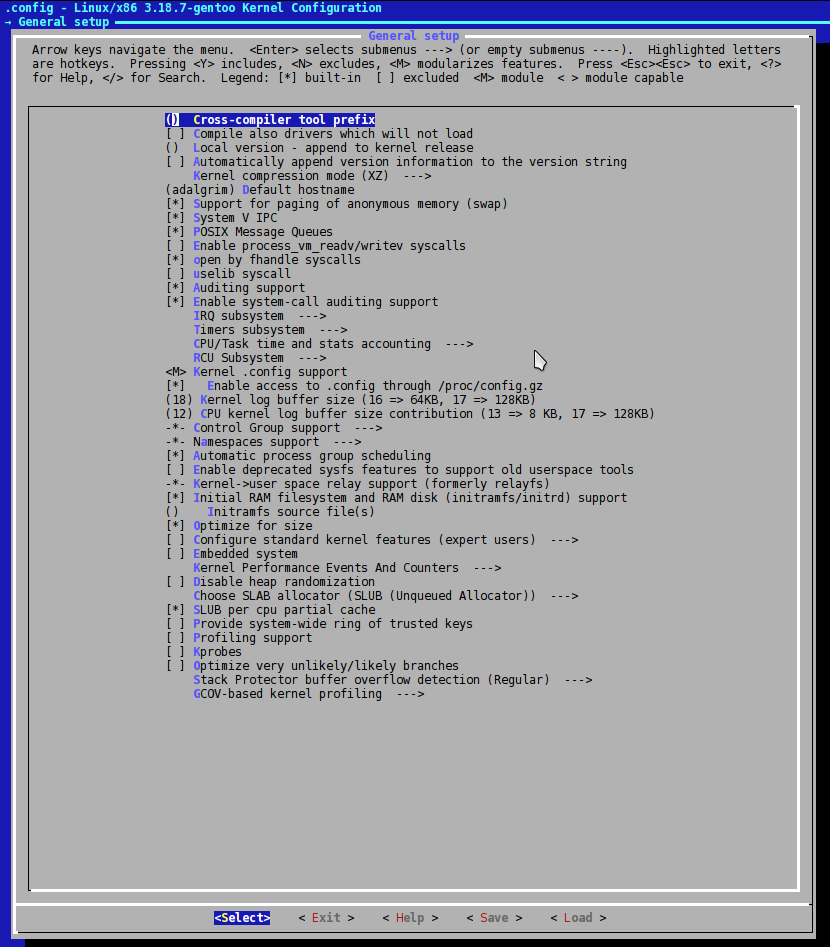 .config - Linux/x86 3.18.7-gentoo Kernel Configuration
→ General setup
General setup
Arrow keys navigate the menu.  <Enter> selects submenus ---> (or empty submenus ----).  Highlighted letters
are hotkeys.  Pressing <Y> includes, <N> excludes, <M> modularizes features.  Press <Esc><Esc> to exit, <?>
for Help, </> for Search.  Legend: [*] built-in  [ ] excluded  <M> module  < > module capable
()  Cross-compiler tool prefix
[ ] Compile also drivers which will not load
()  Local version - append to kernel release
[ ] Automatically append version information to the version string
Kernel compression mode (XZ)  --->
(adalgrim) Default hostname
[*] Support for paging of anonymous memory (swap)
[*] System V IPC
[*] POSIX Message Queues
[ ] Enable process_vm_readv/writev syscalls
[*] open by fhandle syscalls
[ ] uselib syscall
[*] Auditing support
[*] Enable system-call auditing support
IRQ subsystem  --->
Timers subsystem  --->
CPU/Task time and stats accounting  --->
RCU Subsystem  --->
<M> Kernel .config support
[*]   Enable access to .config through /proc/config.gz
(18) Kernel log buffer size (16 => 64KB, 17 => 128KB)
(12) CPU kernel log buffer size contribution (13 => 8 KB, 17 => 128KB)
-*- Control Group support  --->
-*- Namespaces support  --->
[*] Automatic process group scheduling
[ ] Enable deprecated sysfs features to support old userspace tools
-*- Kernel->user space relay support (formerly relayfs)
[*] Initial RAM filesystem and RAM disk (initramfs/initrd) support
()    Initramfs source file(s)
[*] Optimize for size
[ ] Configure standard kernel features (expert users)  --->
[ ] Embedded system
Kernel Performance Events And Counters  --->
[ ] Disable heap randomization
Choose SLAB allocator (SLUB (Unqueued Allocator))  --->
[*] SLUB per cpu partial cache
[ ] Provide system-wide ring of trusted keys
[ ] Profiling support
[ ] Kprobes
[ ] Optimize very unlikely/likely branches
Stack Protector buffer overflow detection (Regular)  --->
GCOV-based kernel profiling  --->
<Select>    < Exit >    < Help >    < Save >    < Load >